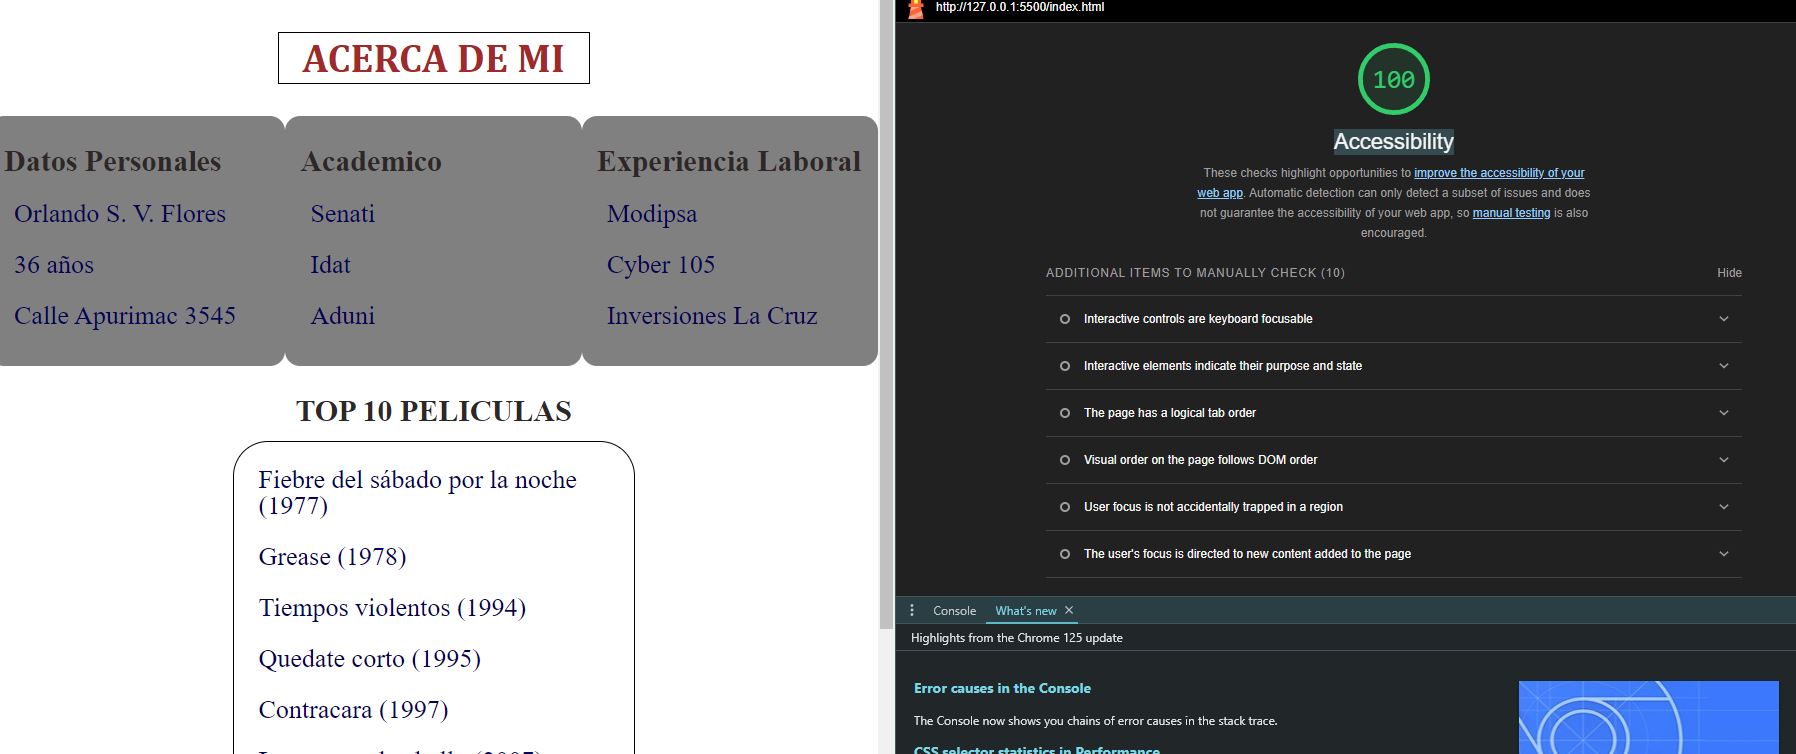 ACERCA DE MI
Datos Personales
Orlando S. V. Flores
36 años
Calle Apurimac 3545
Academico
Senati
Idat
Aduni
Experiencia Laboral
Modipsa
Cyber 105
Inversiones La Cruz
TOP 10 PELICULAS
Fiebre del sábado por la noche
(1977)
Grease (1978)
Tiempos violentos (1994)
Quedate corto (1995)
Contracara (1997)
http://127.0.0.1:5500/index.html
100
Accessibility
These checks highlight opportunities to improve the accessibility of your
web app. Automatic detection can only detect a subset of issues and does
not guarantee the accessibility of your web app, so manual testing is also
encouraged.
ADDITIONAL ITEMS TO MANUALLY CHECK (10)
Hide
Interactive controls are keyboard focusable
Interactive elements indicate their purpose and state
The page has a logical tab order
Visual order on the page follows DOM order
User focus is not accidentally trapped in a region
The user's focus is directed to new content added to the page
Console What's new
Highlights from the Chrome 125 update
Error causes in the Console
The Console now shows you chains of error causes in the stack trace.
CSS selector statistics in Performance